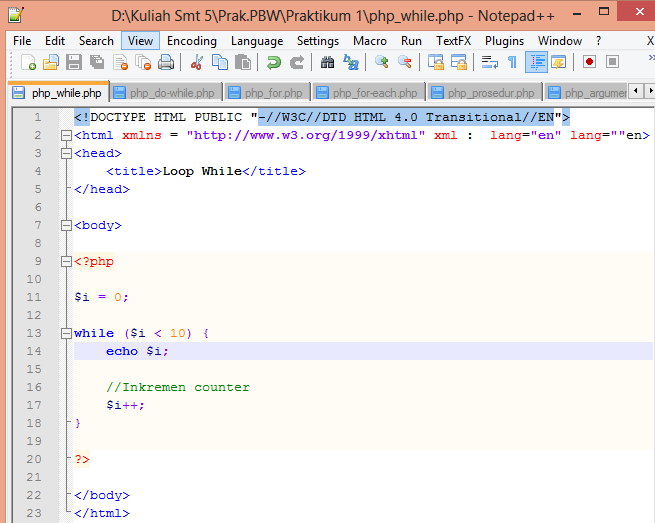 D:\Kuliah Smt 5\Prak.PBW\Praktikum 1\php_while.php - Notepad++
File Edit Search View Encoding Language Settings Macro Run TextFX Plugins Window ? X
php_while.php php_do-while.php php_for.php php_for-each.php php_prosedur.php php_argumen
1 <!DOCTYPE HTML PUBLIC "-//W3C//DTD HTML 4.0 Transitional//EN">
2 <html xmlns = "http://www.w3.org/1999/xhtml" xml : lang="en" lang=""en>
3 <head>
4 <title>Loop While</title>
5 </head>
6
7 <body>
8
9 <?php
10
11 $i = 0;
12
13 while ($i < 10) {
14 echo $i;
15
16 //Inkremen counter
17 $i++;
18 }
19
20 ?>
21
22 </body>
23 </html>